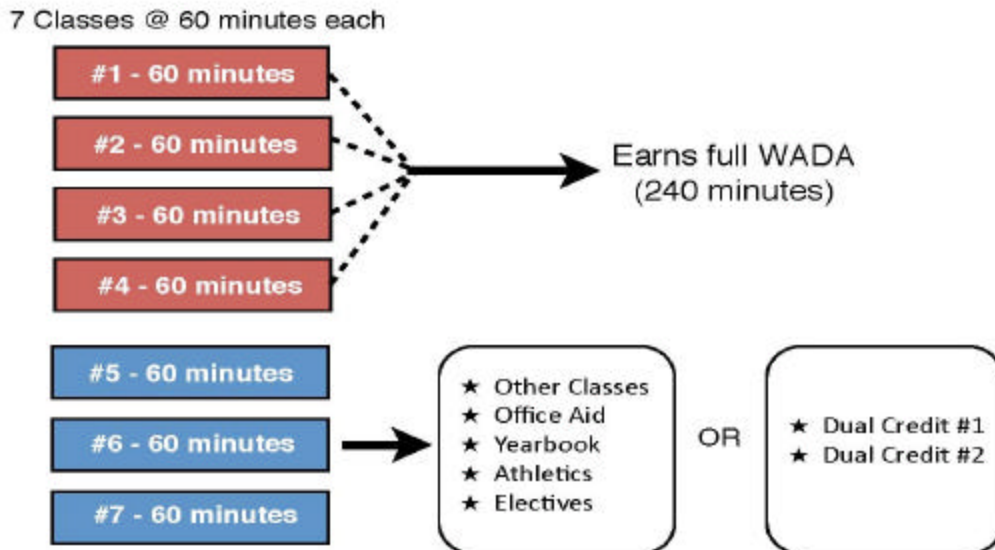 7 Classes @ 60 minutes each
#1 - 60 minutes
#2 - 60 minutes
#3 - 60 minutes
#4 - 60 minutes
Earns full WADA
(240 minutes)
#5 - 60 minutes
#6 - 60 minutes
#7 - 60 minutes
★ Other Classes
★ Office Aid
★ Yearbook
★ Athletics
★ Electives
OR
★ Dual Credit #1
★ Dual Credit #2